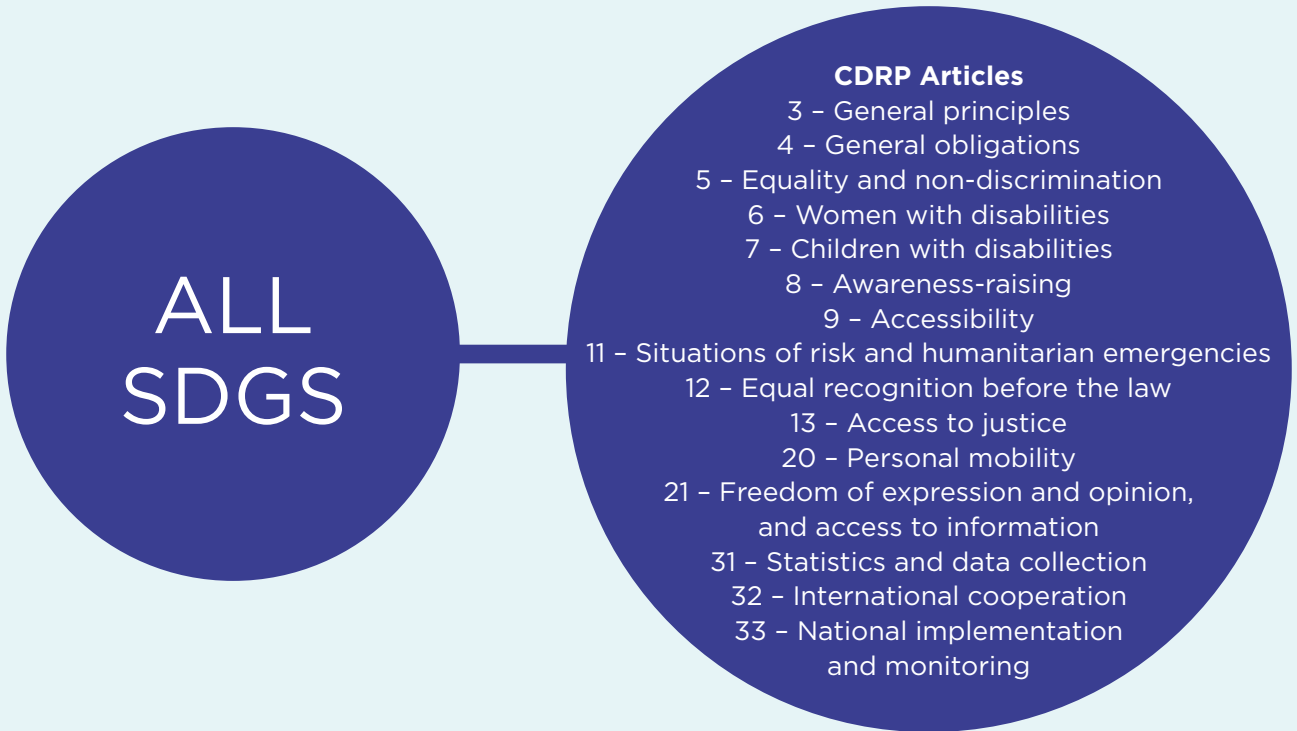 ALL
SDGS
CDRP Articles
3 – General principles
4 – General obligations
5 – Equality and non-discrimination
6 – Women with disabilities
7 – Children with disabilities
8 – Awareness-raising
9 – Accessibility
11 – Situations of risk and humanitarian emergencies
12 – Equal recognition before the law
13 – Access to justice
20 – Personal mobility
21 – Freedom of expression and opinion,
and access to information
31 – Statistics and data collection
32 – International cooperation
33 – National implementation
and monitoring